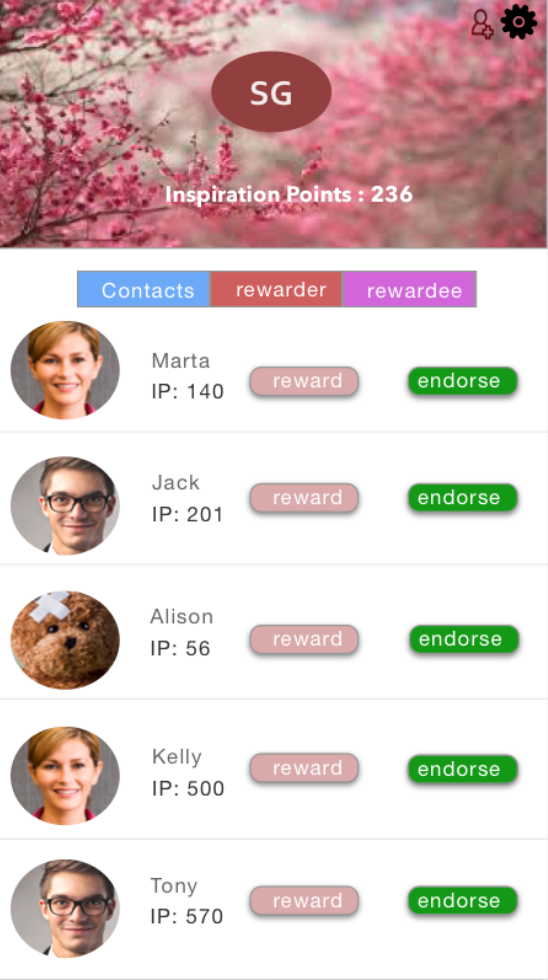 SG
Inspiration Points : 236
Contacts rewarder rewardee
Marta
IP: 140
reward endorse
Jack
IP: 201
reward endorse
Alison
IP: 56
reward endorse
Kelly
IP: 500
reward endorse
Tony
IP: 570
reward endorse